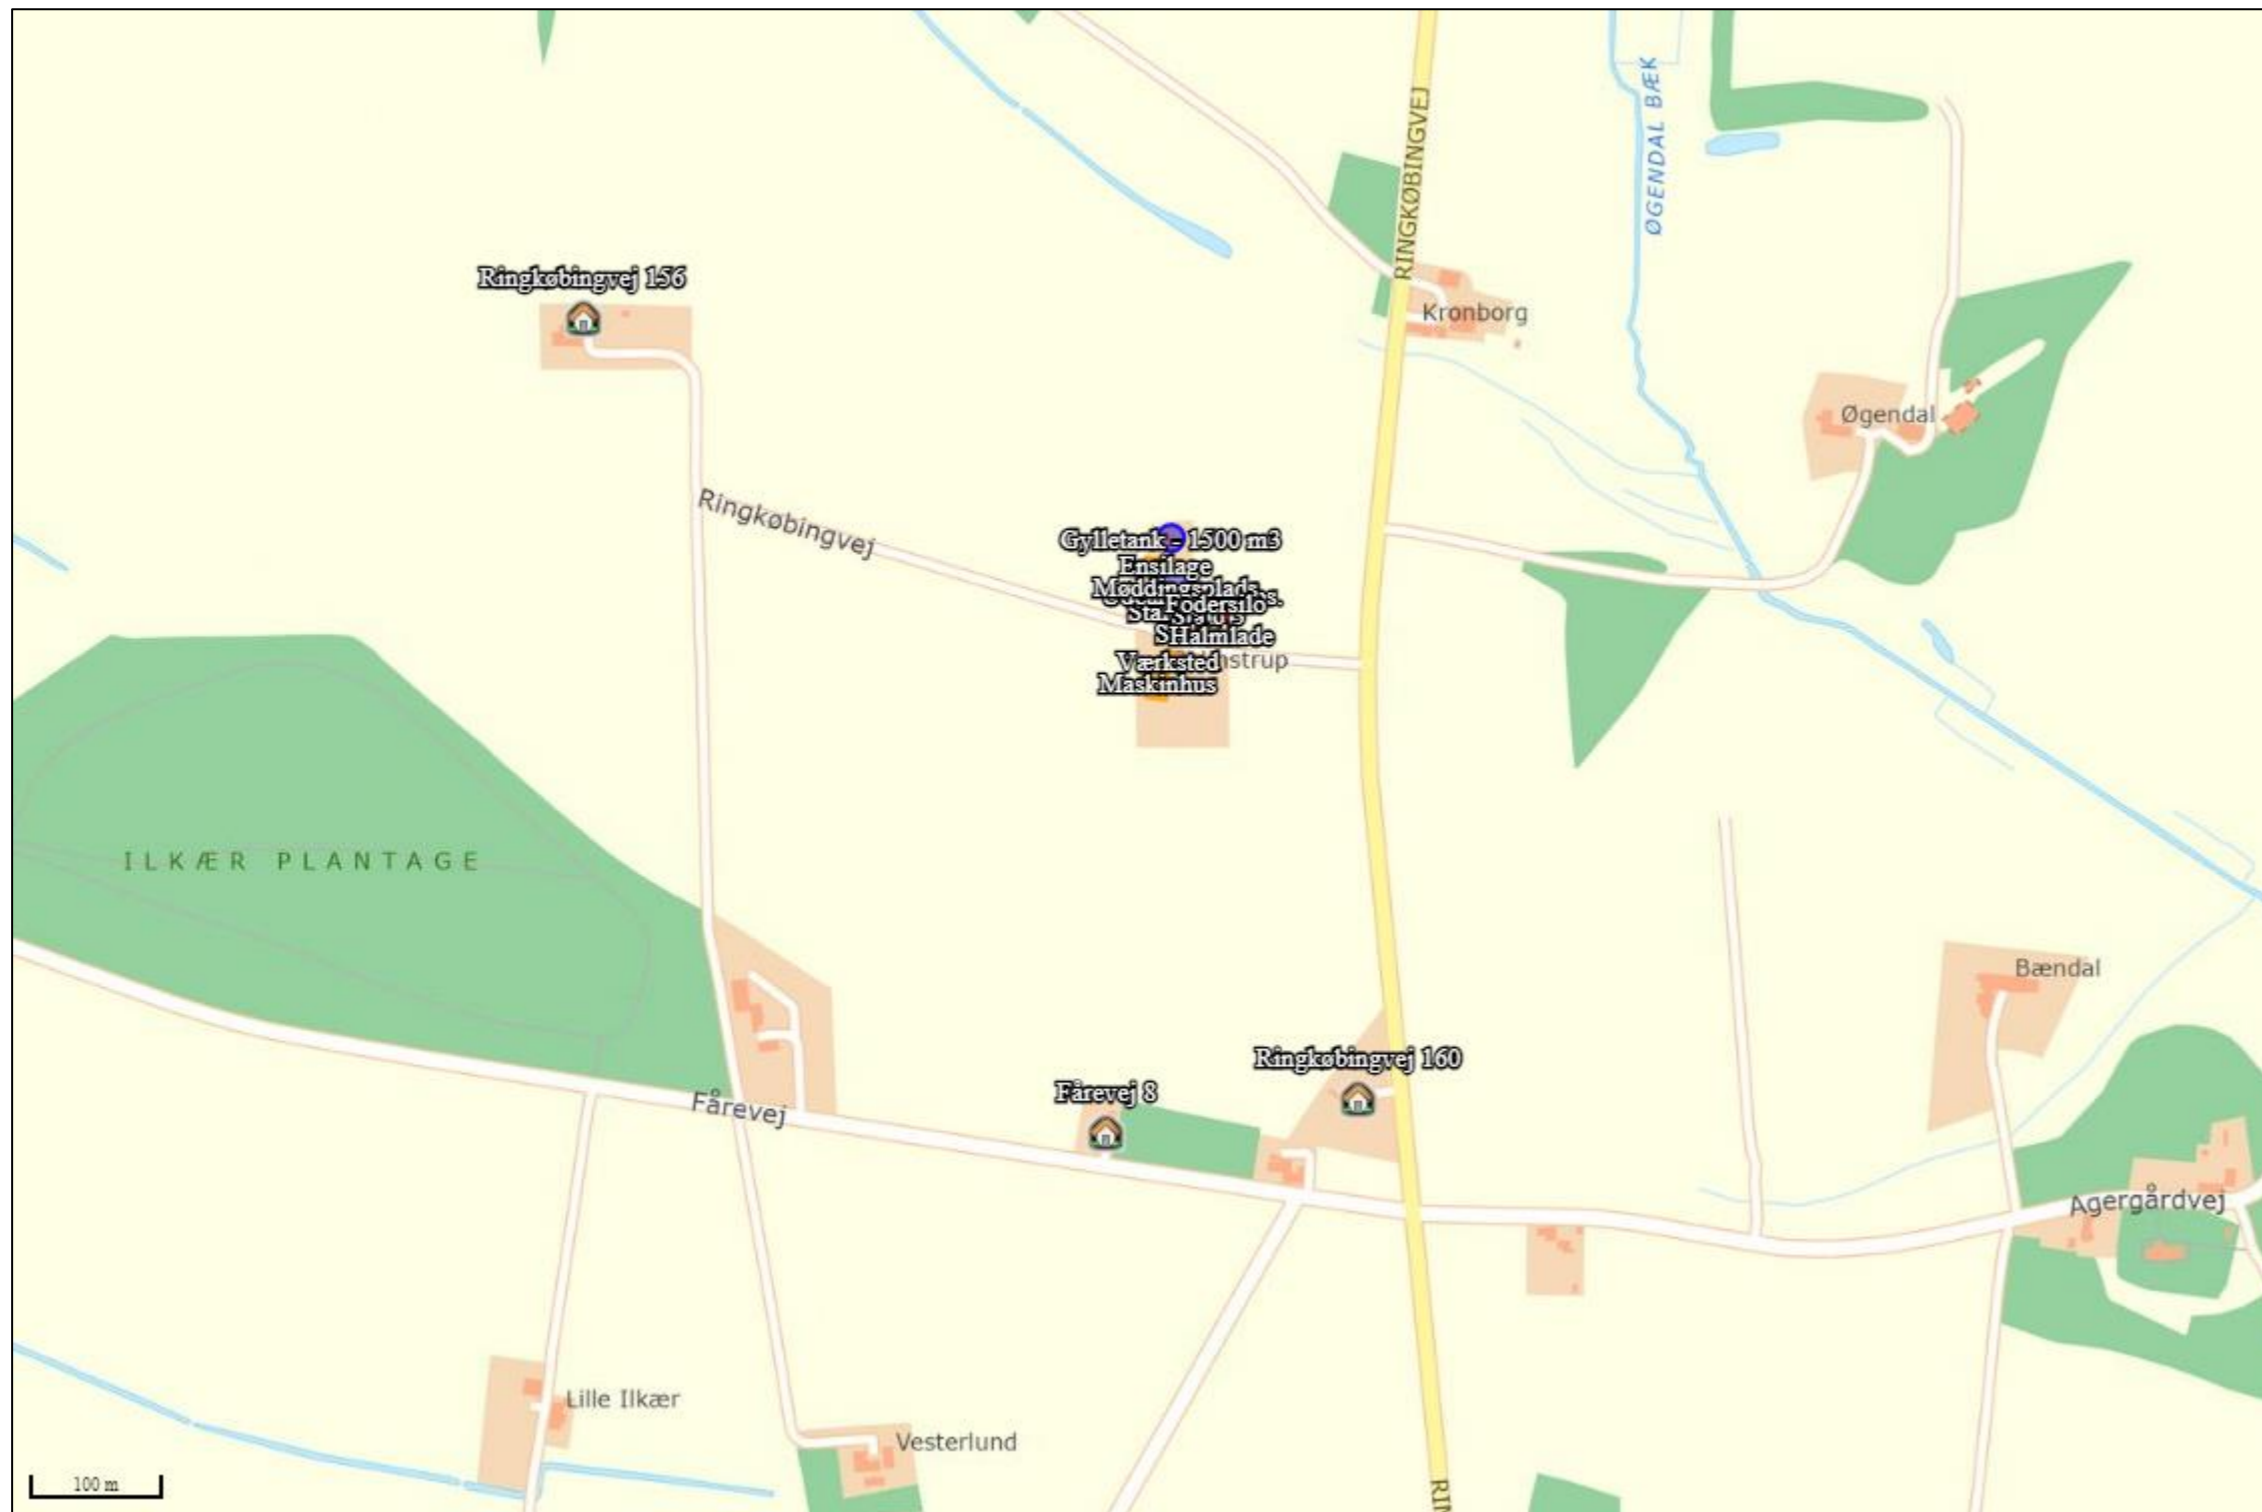 RINGKØBINGVEJ
ØGENDAL BÆK
Ringkøbingvej 156
Kronborg
Øgendal
Ringkøbingvej
Gylletank - 1500 m3
Ensilage
Møddingsplads
Fodersilo
Halmlade
Værksted
Maskinhus
ILKÆR PLANTAGE
Bændal
Ringkøbingvej 160
Fårevej 8
Fårevej
Agergårdvej
Lille Ilkær
Vesterlund
100 m